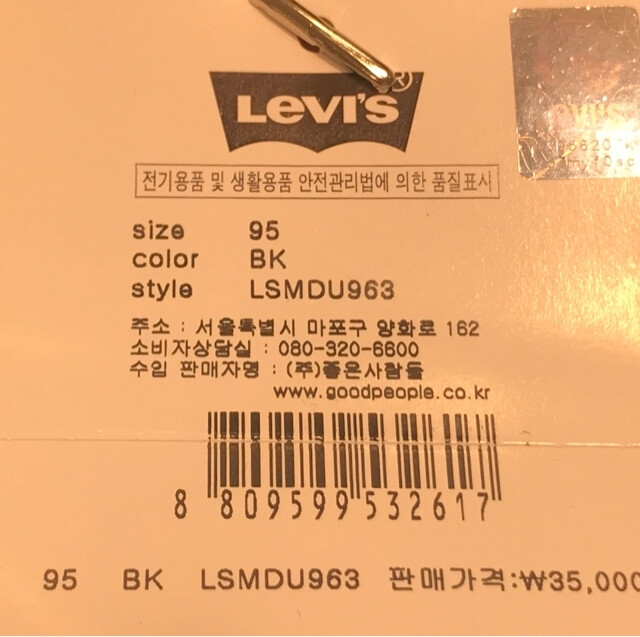 LEVI'S®
전기용품 및 생활용품 안전관리법에 의한 품질표시
size 95
color BK
style LSMDU963
주소 : 서울특별시 마포구 양화로 162
소비자상담실 : 080-320-6600
수입 판매자명 : (주)좋은사람들
www.goodpeople.co.kr
8 809599 532617
95 BK LSMDU963 판매가격:₩35,000